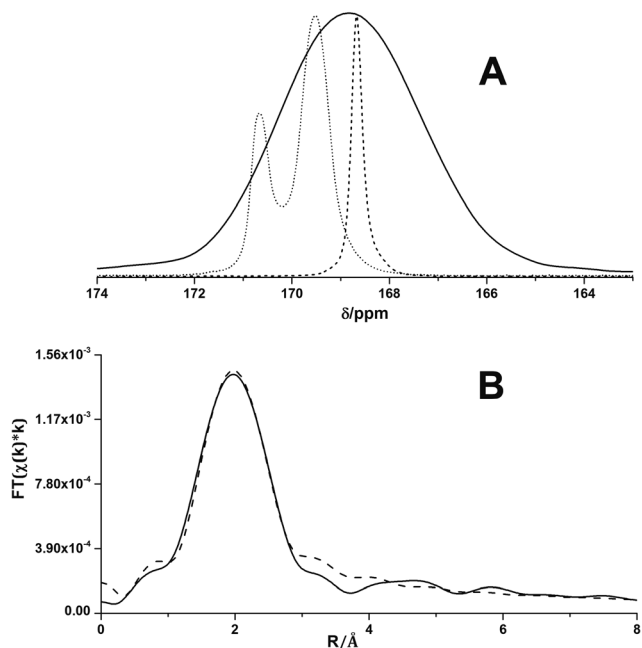 A
174
172
170
168
166
164
δ/ppm
B
1.56x10⁻³
1.17x10⁻³
7.80x10⁻⁴
3.90x10⁻⁴
0.00
FT(χ(k)*k)
0
2
4
6
8
R/Å